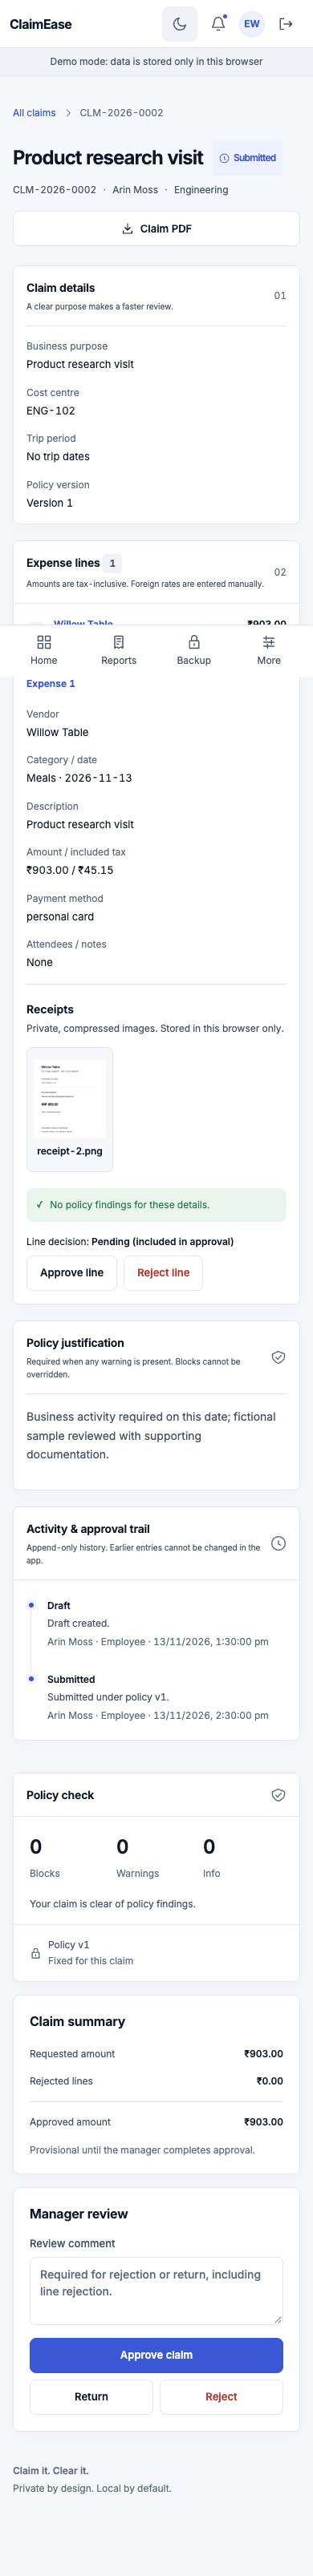 ClaimEase
EW
Demo mode: data is stored only in this browser
All claims > CLM-2026-0002
Product research visit
Submitted
CLM-2026-0002 · Arin Moss · Engineering
Claim PDF
Claim details
A clear purpose makes a faster review.
01
Business purpose
Product research visit
Cost centre
ENG-102
Trip period
No trip dates
Policy version
Version 1
Expense lines 1
Amounts are tax-inclusive. Foreign rates are entered manually.
02
Willow Table ₹903.00
Home Reports Backup More
Expense 1
Vendor
Willow Table
Category / date
Meals · 2026-11-13
Description
Product research visit
Amount / included tax
₹903.00 / ₹45.15
Payment method
personal card
Attendees / notes
None
Receipts
Private, compressed images. Stored in this browser only.
Willow Table
receipt-2.png
✓ No policy findings for these details.
Line decision: Pending (included in approval)
Approve line Reject line
Policy justification
Required when any warning is present. Blocks cannot be
overridden.
Business activity required on this date; fictional
sample reviewed with supporting
documentation.
Activity & approval trail
Append-only history. Earlier entries cannot be changed in the
app.
Draft
Draft created.
Arin Moss · Employee · 13/11/2026, 1:30:00 pm
Submitted
Submitted under policy v1.
Arin Moss · Employee · 13/11/2026, 2:30:00 pm
Policy check
0 0 0
Blocks Warnings Info
Your claim is clear of policy findings.
Policy v1
Fixed for this claim
Claim summary
Requested amount ₹903.00
Rejected lines ₹0.00
Approved amount ₹903.00
Provisional until the manager completes approval.
Manager review
Review comment
Required for rejection or return, including
line rejection.
Approve claim
Return Reject
Claim it. Clear it.
Private by design. Local by default.